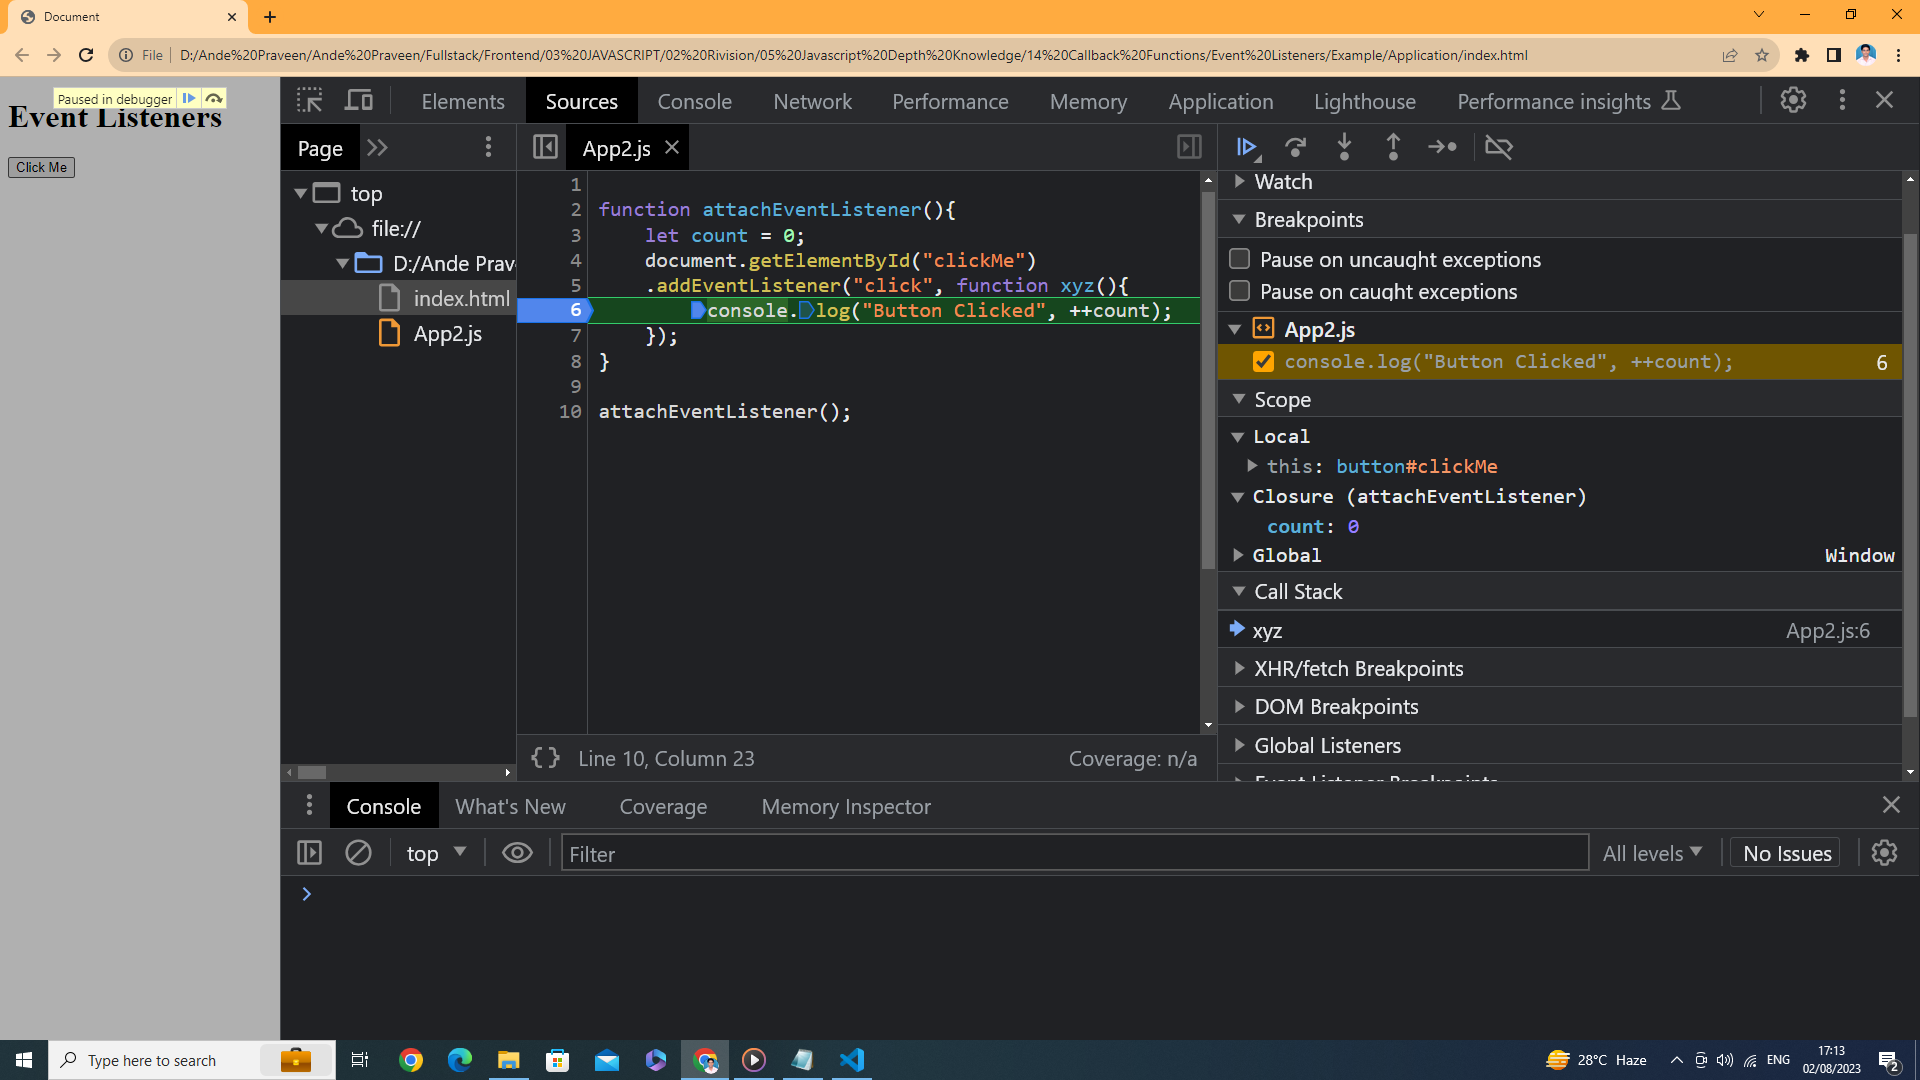 Document
File
D:/Ande%20Praveen/Ande%20Praveen/Fullstack/Frontend/03%20JAVASCRIPT/02%20Rivision/05%20Javascript%20Depth%20Knowledge/14%20Callback%20Functions/Event%20Listeners/Example/Application/index.html
Paused in debugger
Event Listeners
Click Me
Elements Sources Console Network Performance Memory Application Lighthouse Performance insights
Page
top
file://
D:/Ande Prav
index.html
App2.js
App2.js
1
2 function attachEventListener(){
3 let count = 0;
4 document.getElementById("clickMe")
5 .addEventListener("click", function xyz(){
6 console.log("Button Clicked", ++count);
7 });
8 }
9
10 attachEventListener();
{} Line 10, Column 23 Coverage: n/a
Watch
Breakpoints
Pause on uncaught exceptions
Pause on caught exceptions
App2.js
console.log("Button Clicked", ++count); 6
Scope
Local
this: button#clickMe
Closure (attachEventListener)
count: 0
Global Window
Call Stack
xyz App2.js:6
XHR/fetch Breakpoints
DOM Breakpoints
Global Listeners
Event Listener Breakpoints
Console What's New Coverage Memory Inspector
top Filter All levels No Issues
Type here to search
28°C Haze
ENG
17:13
02/08/2023
2